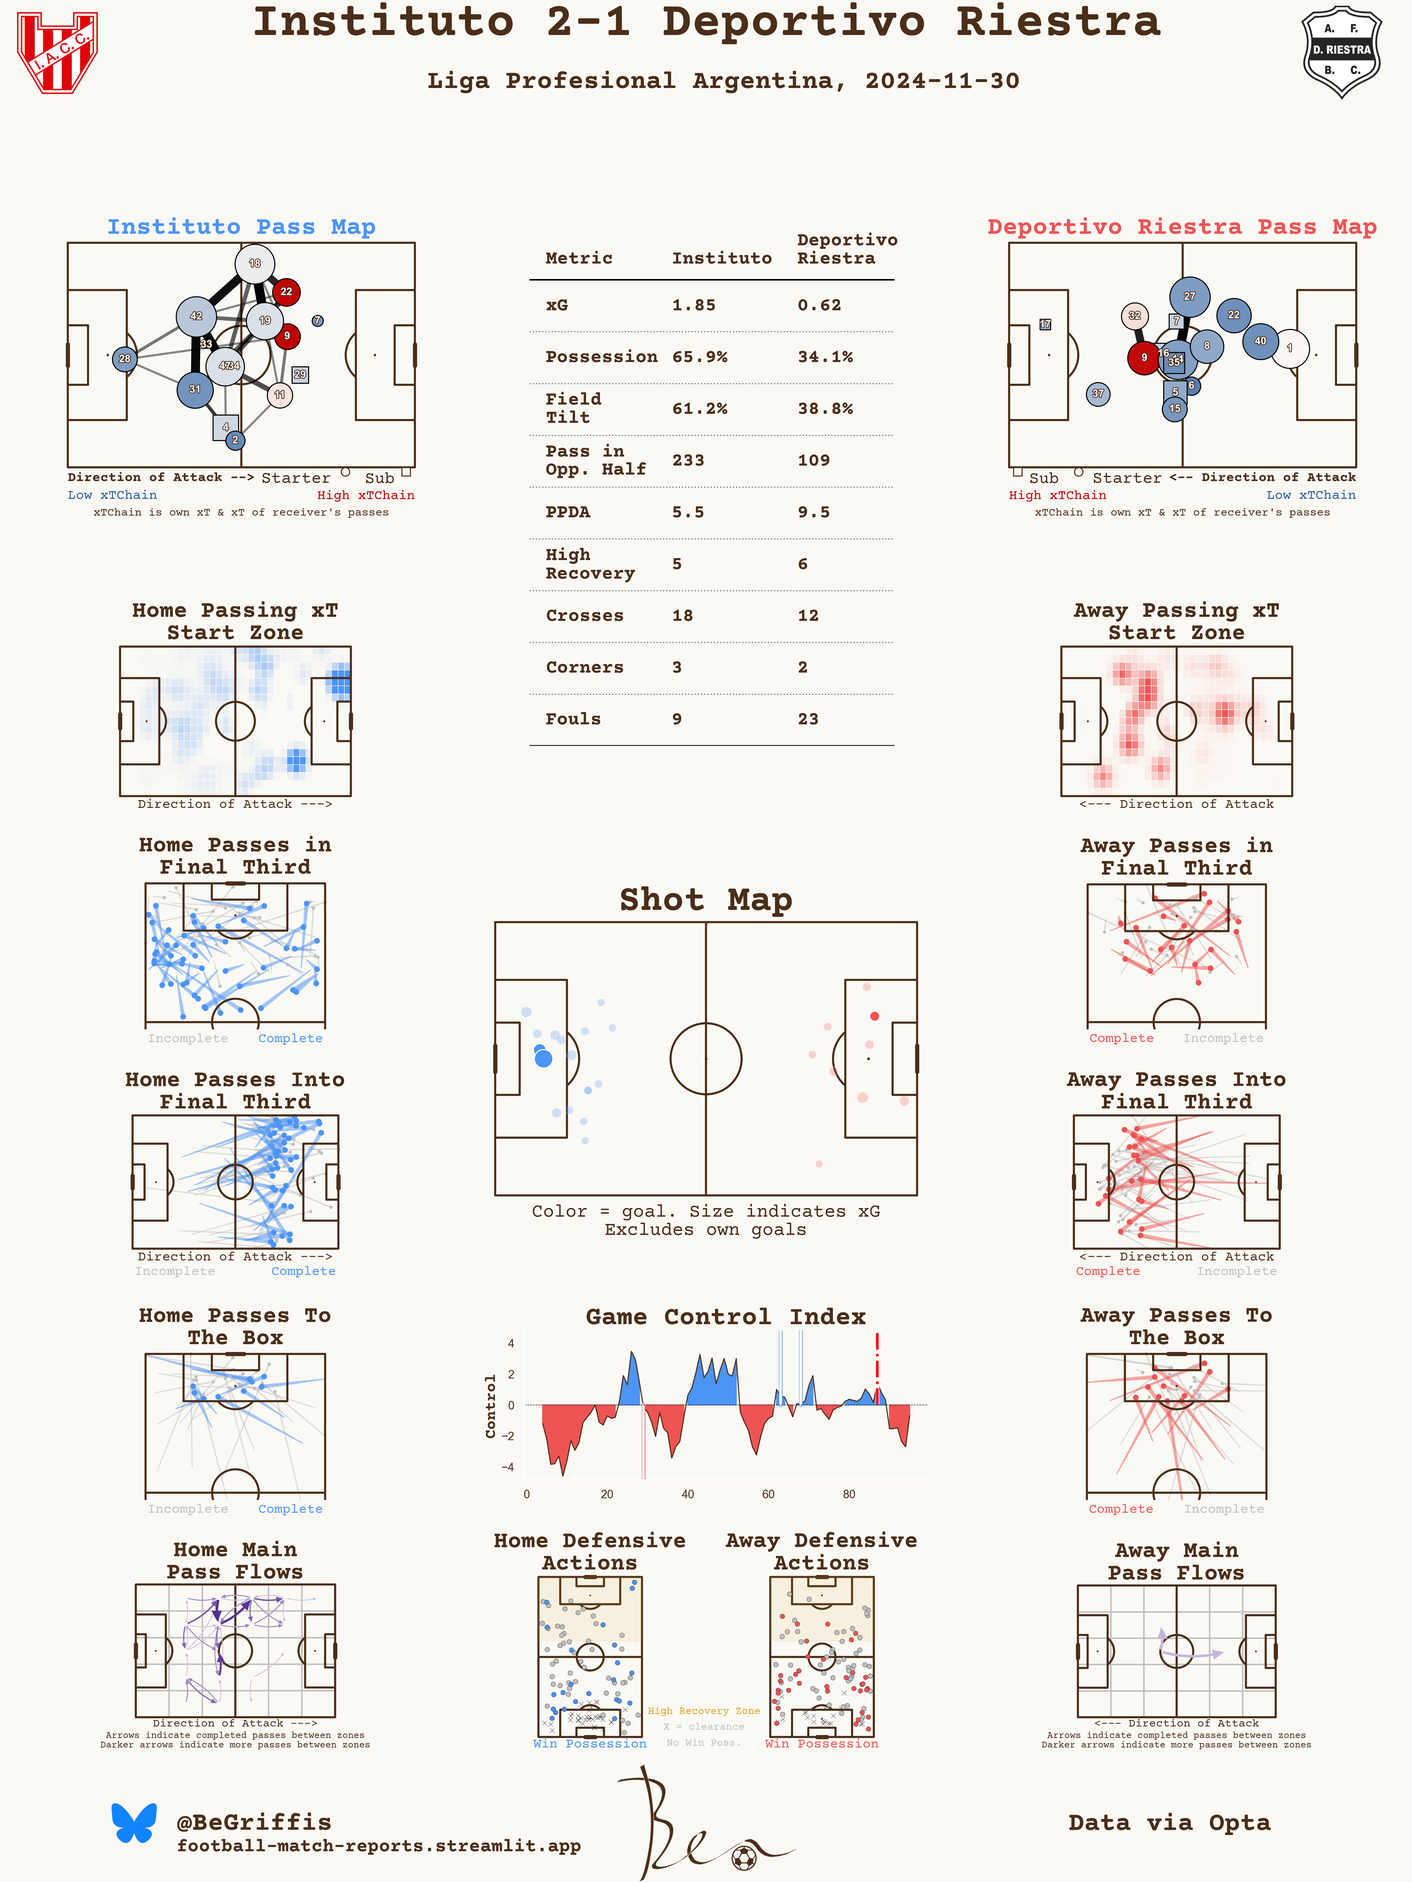 Instituto 2-1 Deportivo Riestra
Liga Profesional Argentina, 2024-11-30
I.A.C.C.
A. F.
D. RIESTRA
B. C.
Instituto Pass Map
18
22
42
19
7
9
33
28
4734
29
31
11
4
2
Direction of Attack --> Starter Sub
Low xTChain High xTChain
xTChain is own xT & xT of receiver's passes
Metric Instituto Deportivo Riestra
xG 1.85 0.62
Possession 65.9% 34.1%
Field Tilt 61.2% 38.8%
Pass in Opp. Half 233 109
PPDA 5.5 9.5
High Recovery 5 6
Crosses 18 12
Corners 3 2
Fouls 9 23
Deportivo Riestra Pass Map
27
32
22
17
7
40
8
1
9
16
35
37
5
6
15
Sub Starter <-- Direction of Attack
High xTChain Low xTChain
xTChain is own xT & xT of receiver's passes
Home Passing xT
Start Zone
Direction of Attack --->
Away Passing xT
Start Zone
<--- Direction of Attack
Home Passes in
Final Third
Incomplete Complete
Away Passes in
Final Third
Complete Incomplete
Shot Map
Color = goal. Size indicates xG
Excludes own goals
Home Passes Into
Final Third
Direction of Attack --->
Incomplete Complete
Away Passes Into
Final Third
<--- Direction of Attack
Complete Incomplete
Home Passes To
The Box
Incomplete Complete
Game Control Index
Control
4
2
0
−2
−4
0 20 40 60 80
Away Passes To
The Box
Complete Incomplete
Home Main
Pass Flows
Direction of Attack --->
Arrows indicate completed passes between zones
Darker arrows indicate more passes between zones
Home Defensive
Actions
Win Possession
High Recovery Zone
X = clearance
No Win Poss.
Away Defensive
Actions
Win Possession
Away Main
Pass Flows
<--- Direction of Attack
Arrows indicate completed passes between zones
Darker arrows indicate more passes between zones
@BeGriffis
football-match-reports.streamlit.app
Ben
Data via Opta